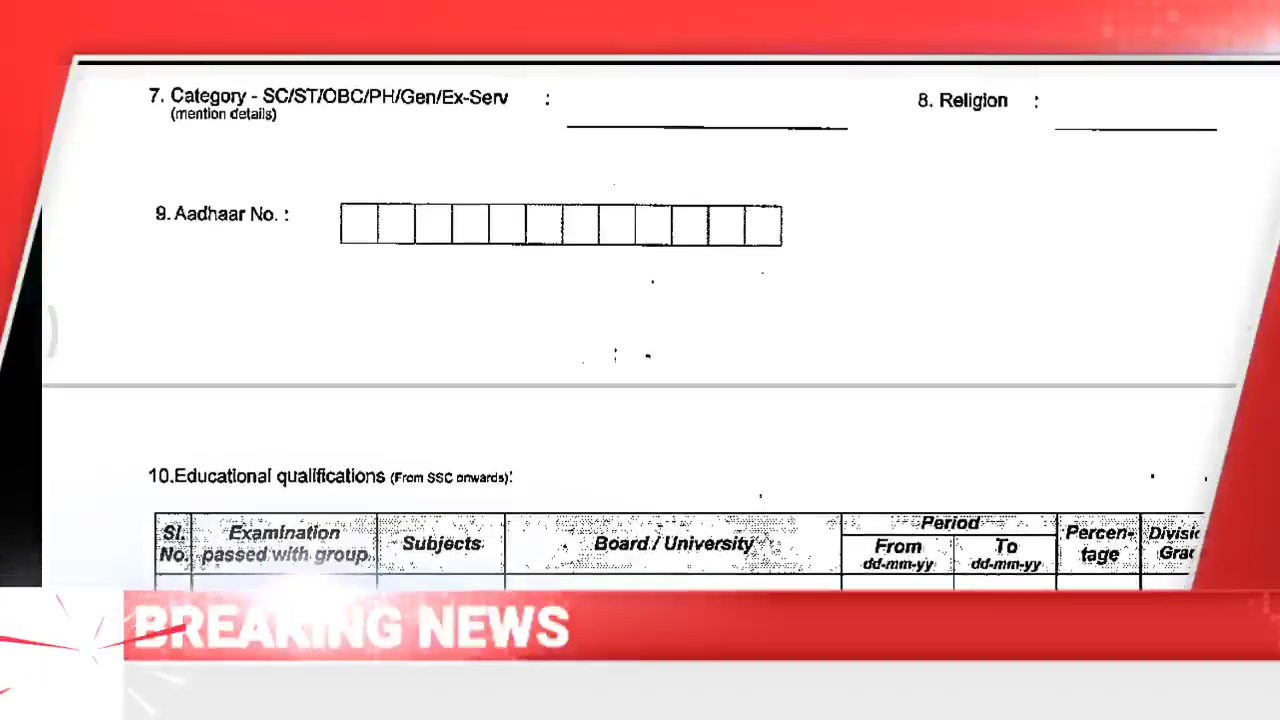 7. Category - SC/ST/OBC/PH/Gen/Ex-Serv : 8. Religion :
(mention details)
9. Aadhaar No. :
10.Educational qualifications (From SSC onwards):
Sl. No. Examination passed with group Subjects Board / University Period Percen-tage
From dd-mm-yy To dd-mm-yy
BREAKING NEWS